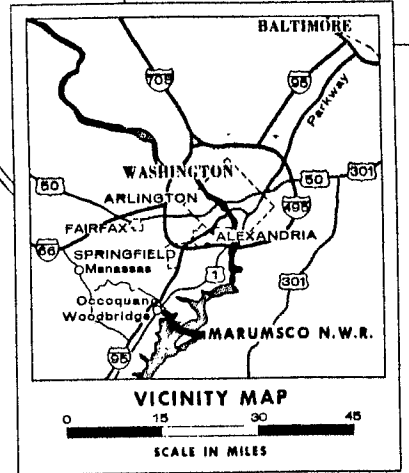 BALTIMORE
705
95
Parkway
WASHINGTON
50
301
50
ARLINGTON
495
FAIRFAX
ALEXANDRIA
66
SPRINGFIELD
Manassas
1
301
Occoquan
Woodbridge
MARUMSCO N.W.R.
95
VICINITY MAP
0 15 30 45
SCALE IN MILES